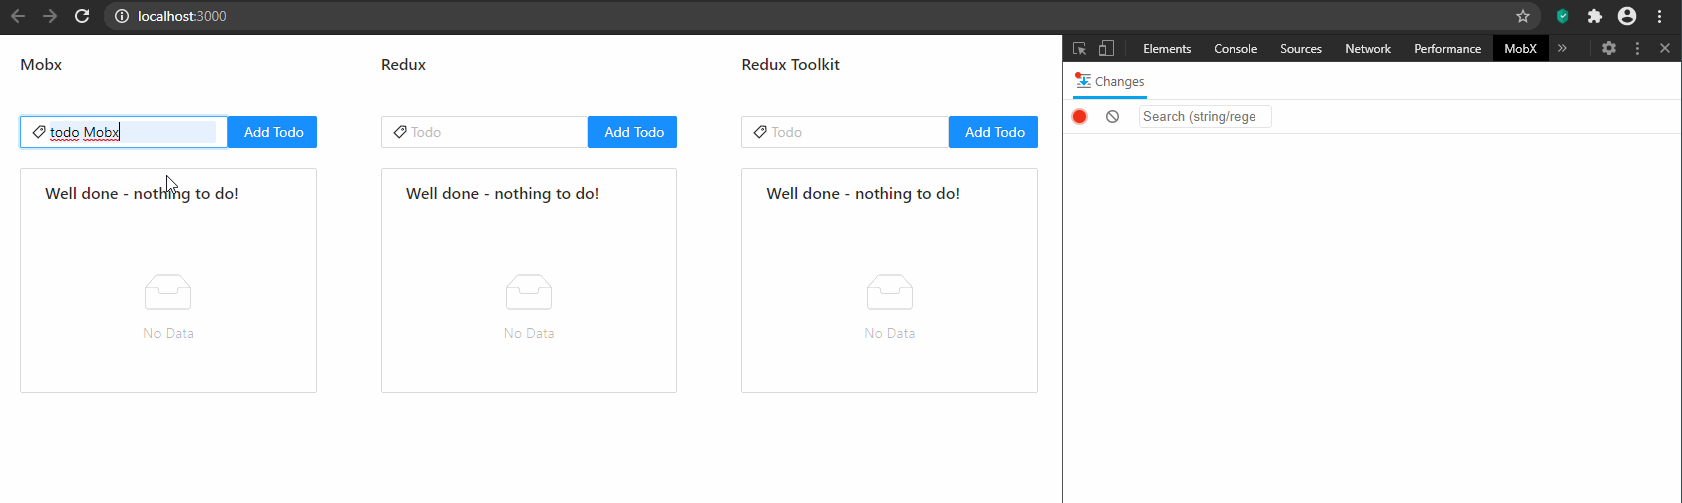 localhost:3000
Elements Console Sources Network Performance MobX
Changes
Search (string/rege
Mobx
todo Mobx
Add Todo
Well done - nothing to do!
No Data
Redux
Todo
Add Todo
Well done - nothing to do!
No Data
Redux Toolkit
Todo
Add Todo
Well done - nothing to do!
No Data